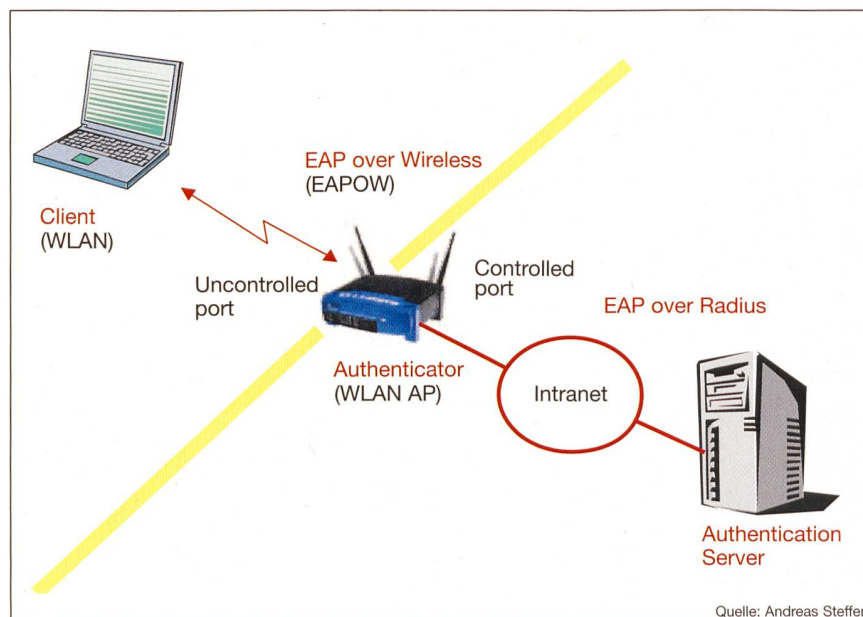 EAP over Wireless
(EAPOW)
Client
(WLAN)
Uncontrolled
port
Controlled
port
EAP over Radius
Authenticator
(WLAN AP)
Intranet
Authentication
Server
Quelle: Andreas Steffen